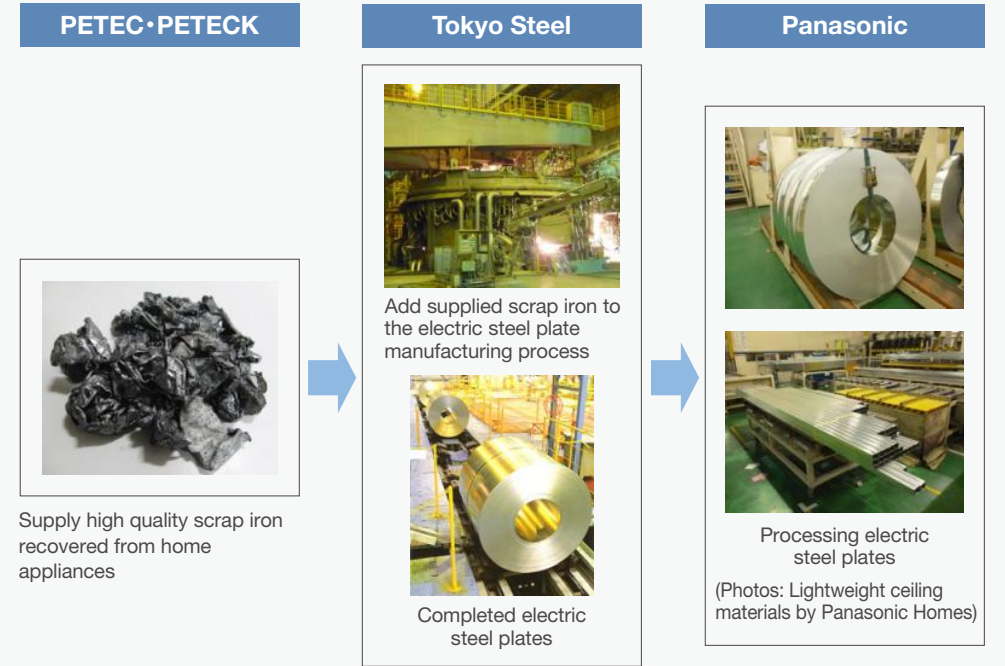 PETEC•PETECK
Supply high quality scrap iron
recovered from home
appliances
Tokyo Steel
Add supplied scrap iron to
the electric steel plate
manufacturing process
Completed electric
steel plates
Panasonic
Processing electric
steel plates
(Photos: Lightweight ceiling
materials by Panasonic Homes)